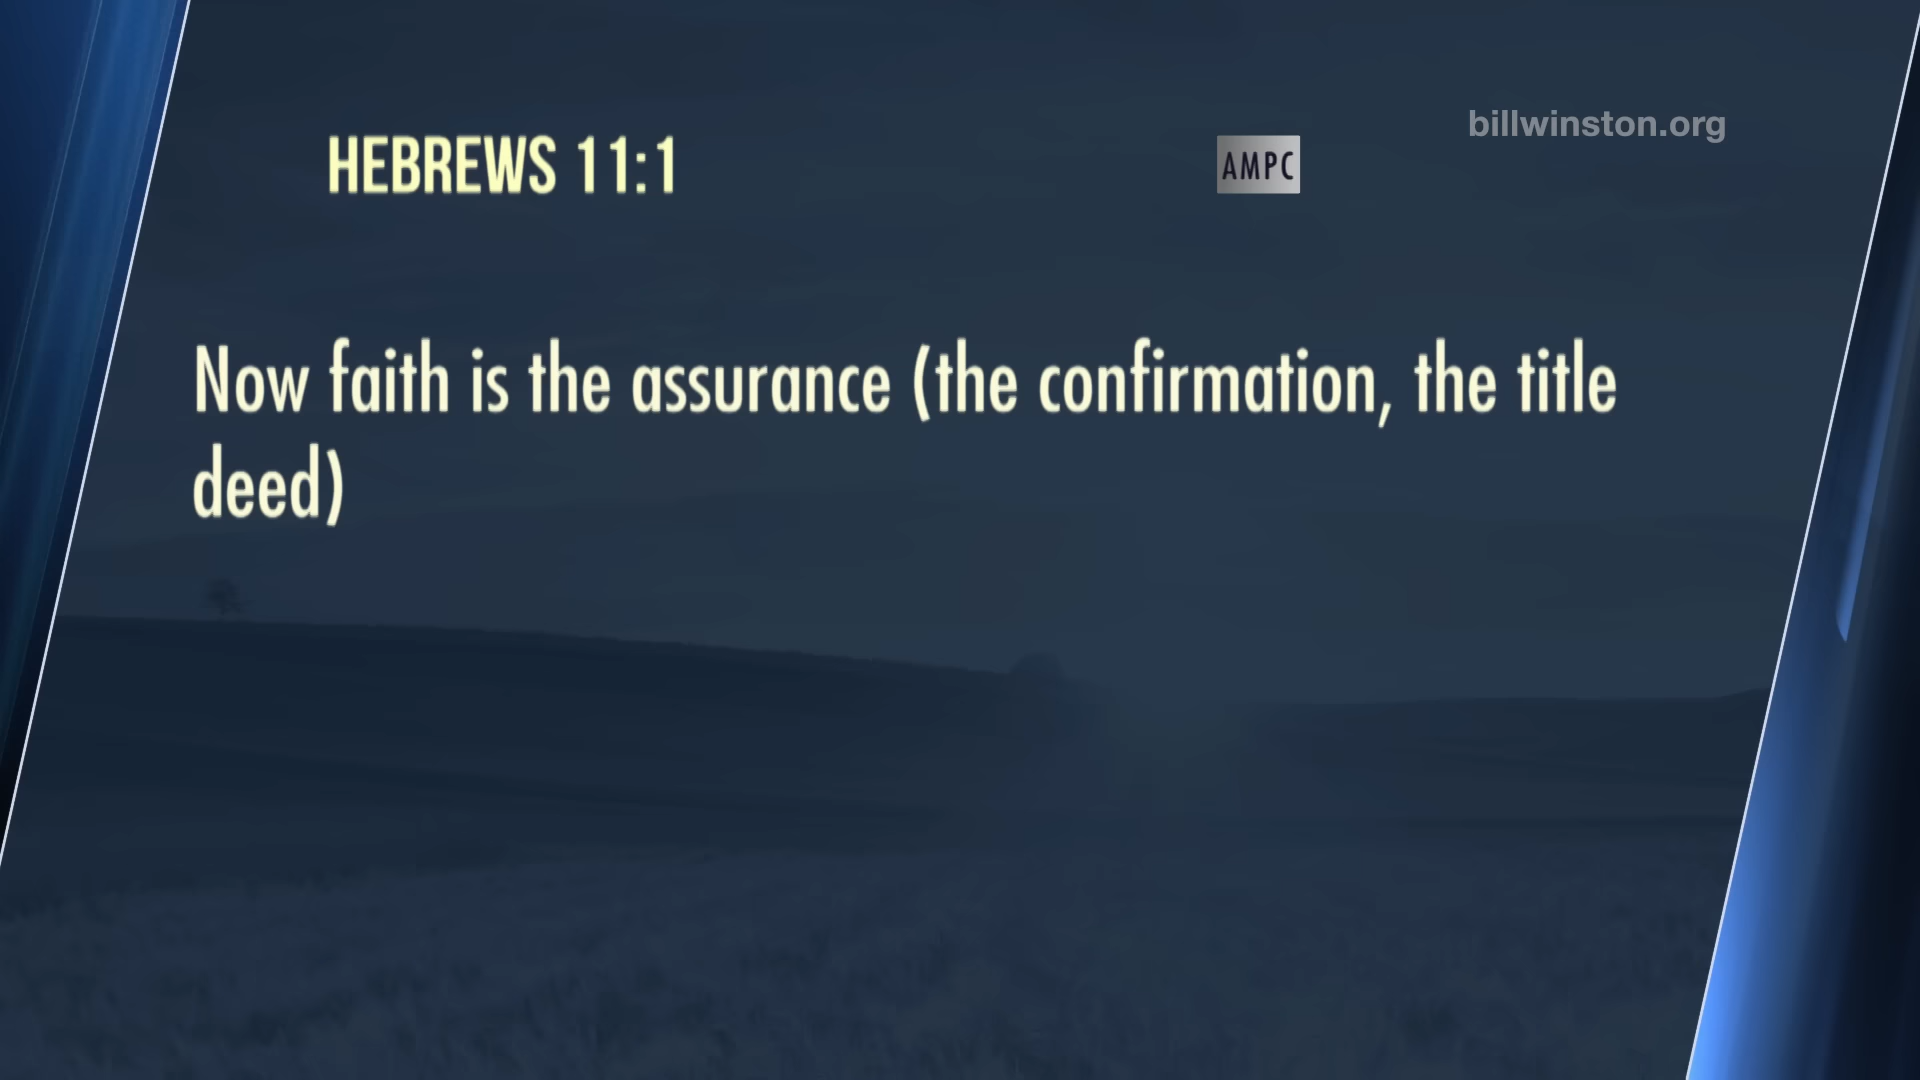 billwinston.org
HEBREWS 11:1 AMPC
Now faith is the assurance (the confirmation, the title
deed)